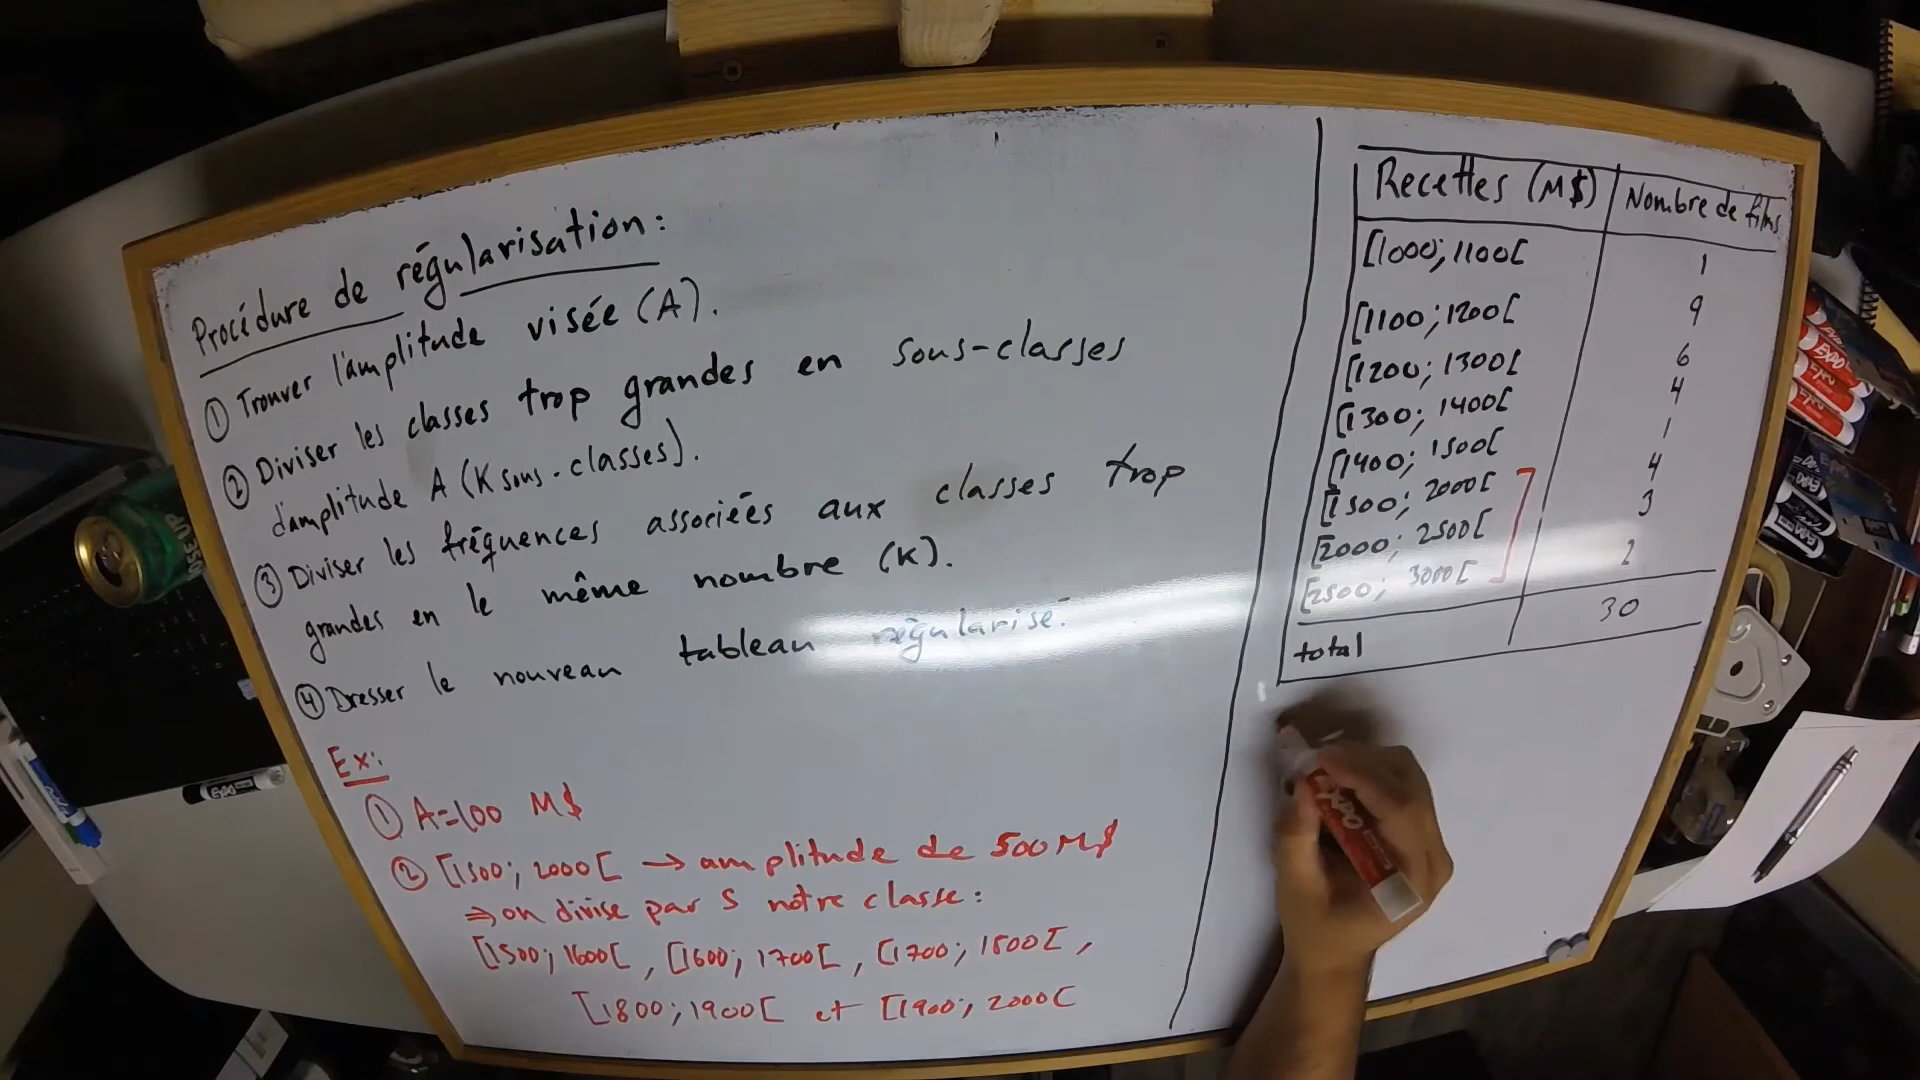 Procédure de régularisation:
① Trouver l'amplitude visée (A).
② Diviser les classes trop grandes en sous-classes
d'amplitude A (K sous-classes).
③ Diviser les fréquences associées aux classes trop
grandes en le même nombre (K).
④ Dresser le nouveau tableau régularisé.
Ex:
① A=100 M$
② [1500; 2000[ → amplitude de 500 M$
⇒ on divise par 5 notre classe:
[1500; 1600[, [1600; 1700[, [1700; 1800[,
[1800; 1900[ et [1900; 2000[
Recettes (M$) Nombre de films
[1000; 1100[ 1
[1100; 1200[ 9
[1200; 1300[ 6
[1300; 1400[ 4
[1400; 1500[ 1
[1500; 2000[ 4
[2000; 2500[ 3
[2500; 3000[ 2
total 30
EXPO
EXPO
EXPO